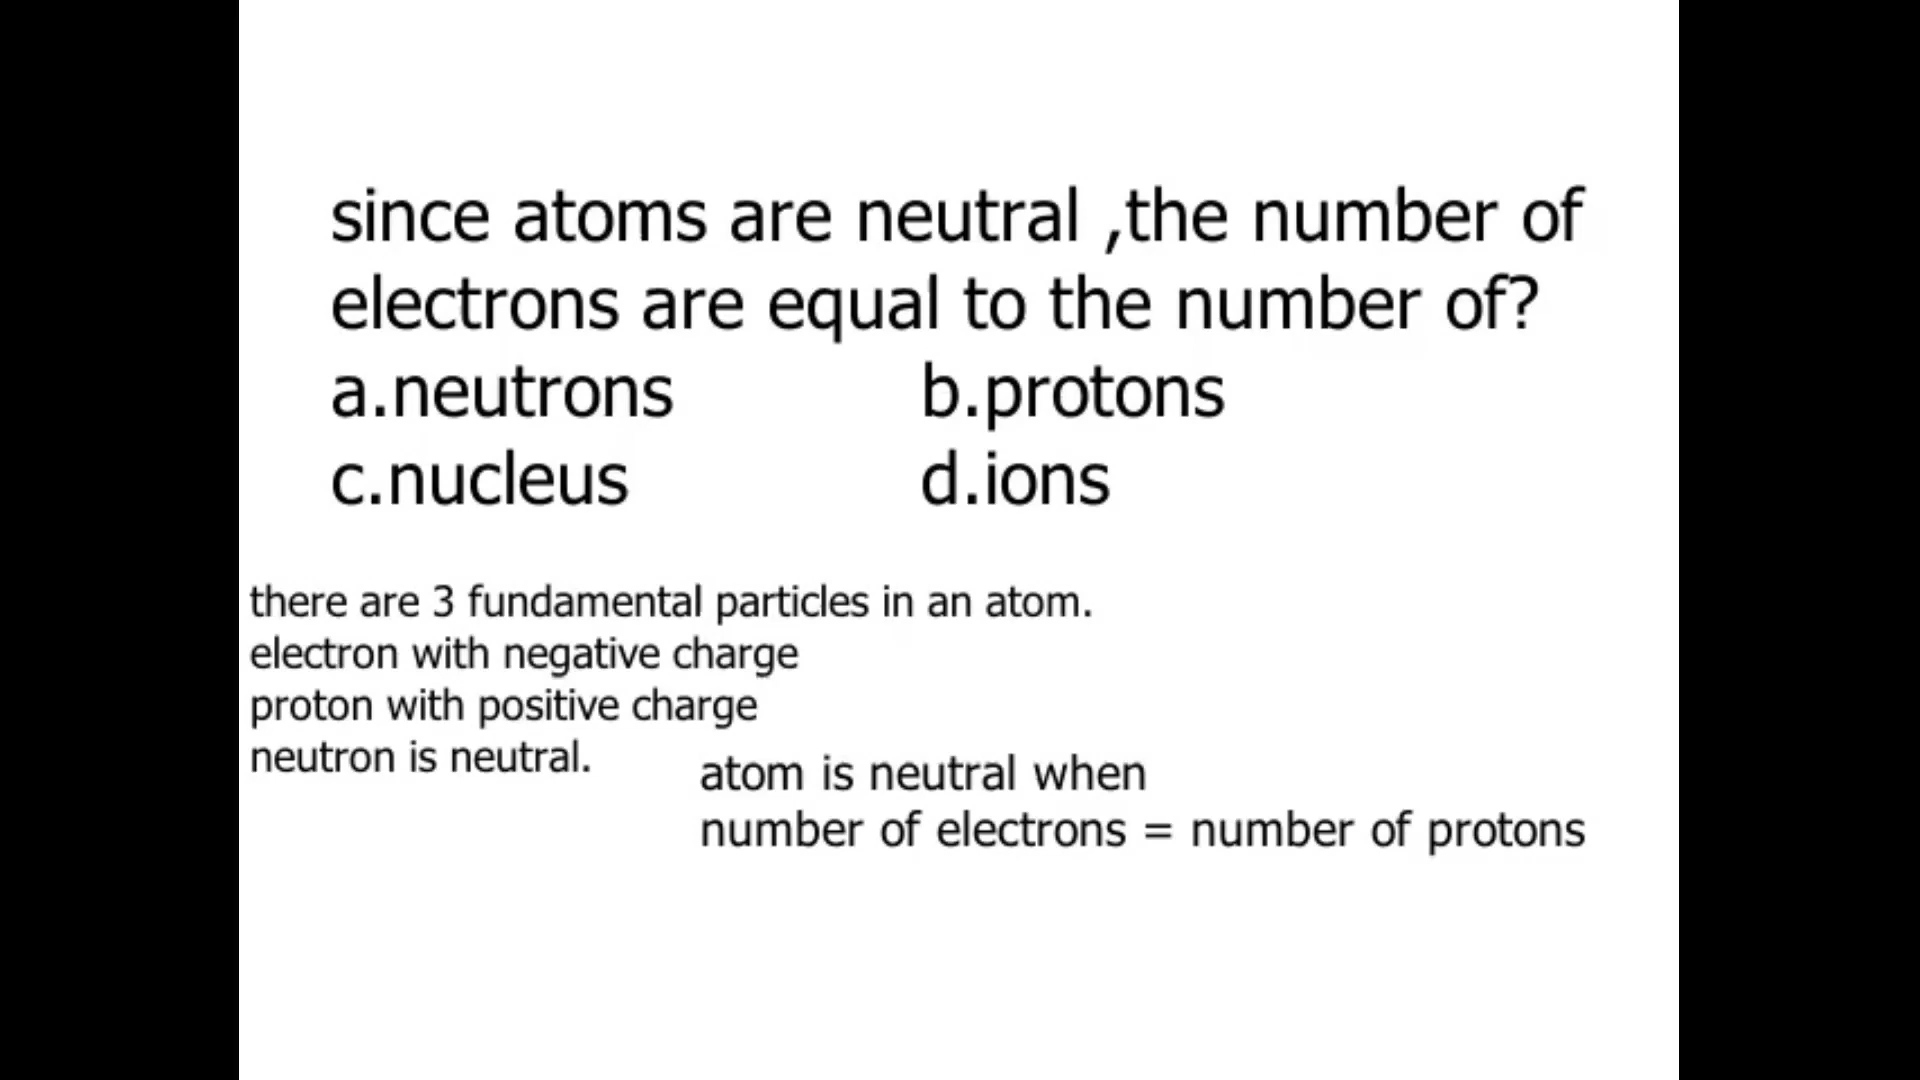 since atoms are neutral ,the number of
electrons are equal to the number of?
a.neutrons b.protons
c.nucleus d.ions
there are 3 fundamental particles in an atom.
electron with negative charge
proton with positive charge
neutron is neutral.
atom is neutral when
number of electrons = number of protons